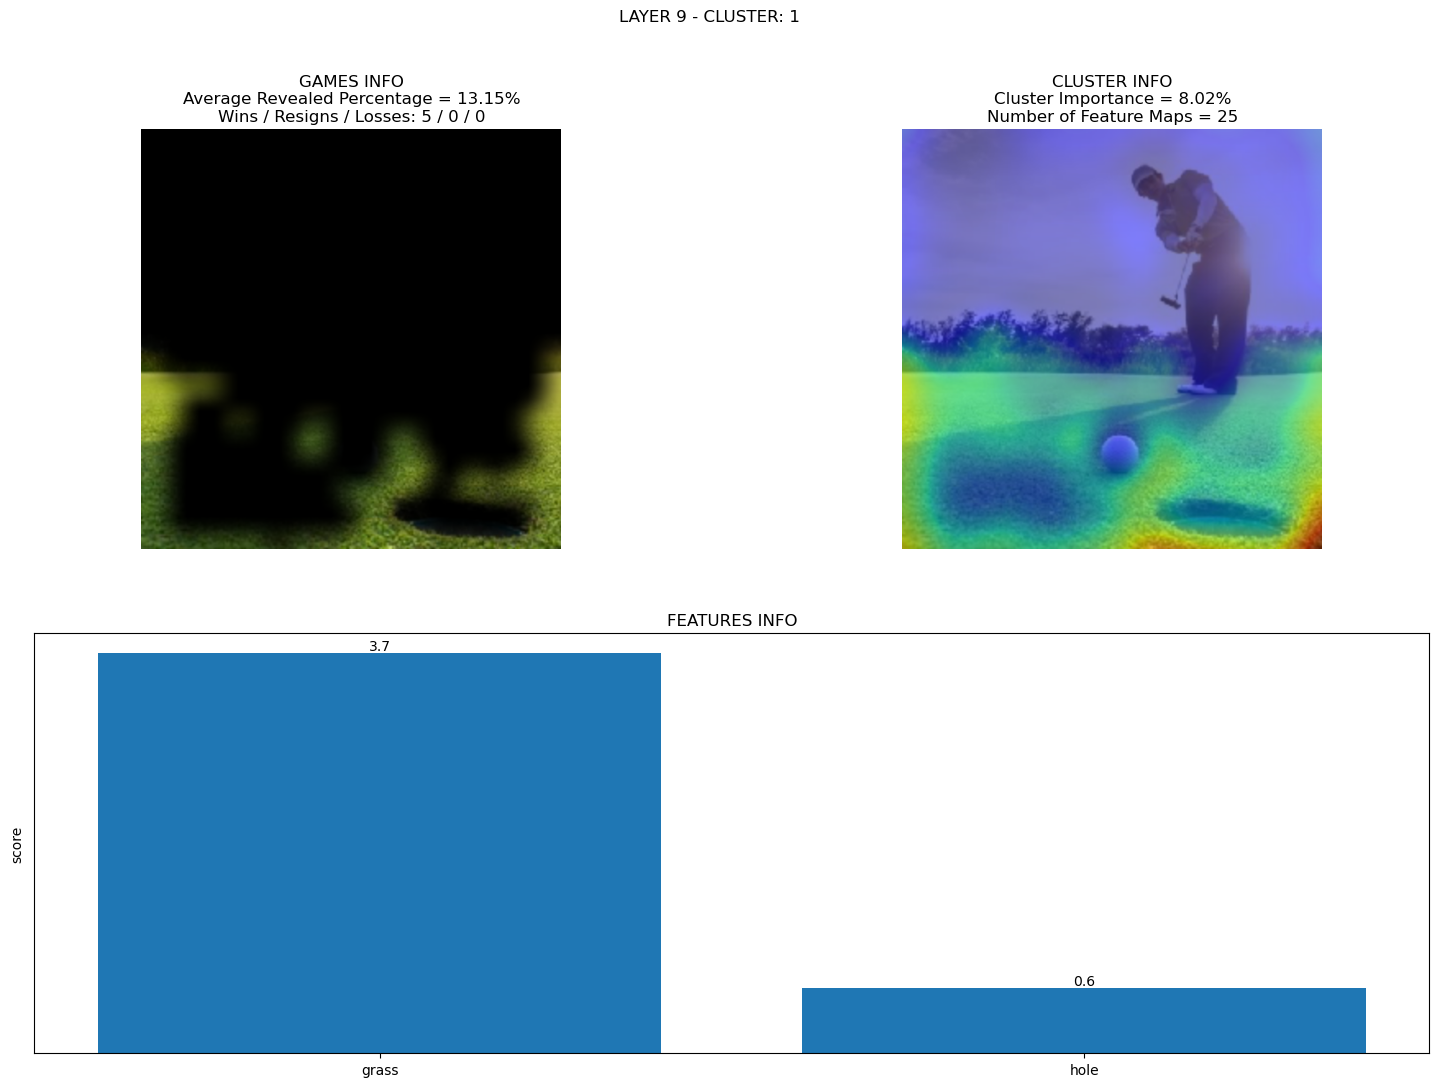 LAYER 9 - CLUSTER: 1
GAMES INFO
Average Revealed Percentage = 13.15%
Wins / Resigns / Losses: 5 / 0 / 0
CLUSTER INFO
Cluster Importance = 8.02%
Number of Feature Maps = 25
FEATURES INFO
3.7
0.6
score
grass
hole